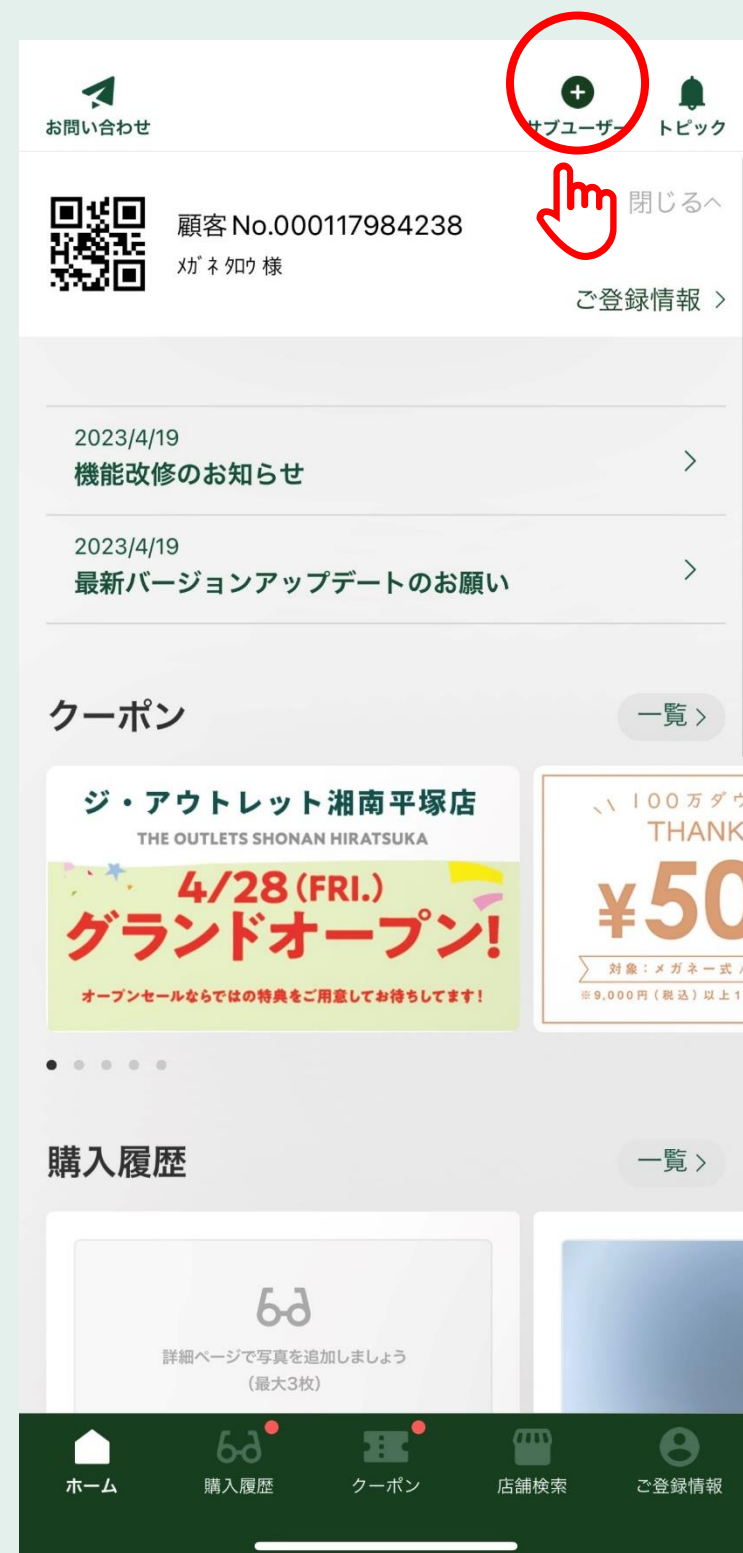 お問い合わせ
サブユーザー
トピック
顧客No.000117984238
閉じる
ﾒｶﾞﾈ ﾀﾛｳ 様
ご登録情報
2023/4/19
機能改修のお知らせ
2023/4/19
最新バージョンアップデートのお願い
クーポン
一覧
ジ・アウトレット湘南平塚店
THE OUTLETS SHONAN HIRATSUKA
4/28(FRI.)
グランドオープン!
オープンセールならではの特典をご用意してお待ちしてます!
100万ダウ
THANK
¥50
対象:メガネ一式
※9,000円(税込)以上1
購入履歴
一覧
詳細ページで写真を追加しましょう
(最大3枚)
ホーム
購入履歴
クーポン
店舗検索
ご登録情報